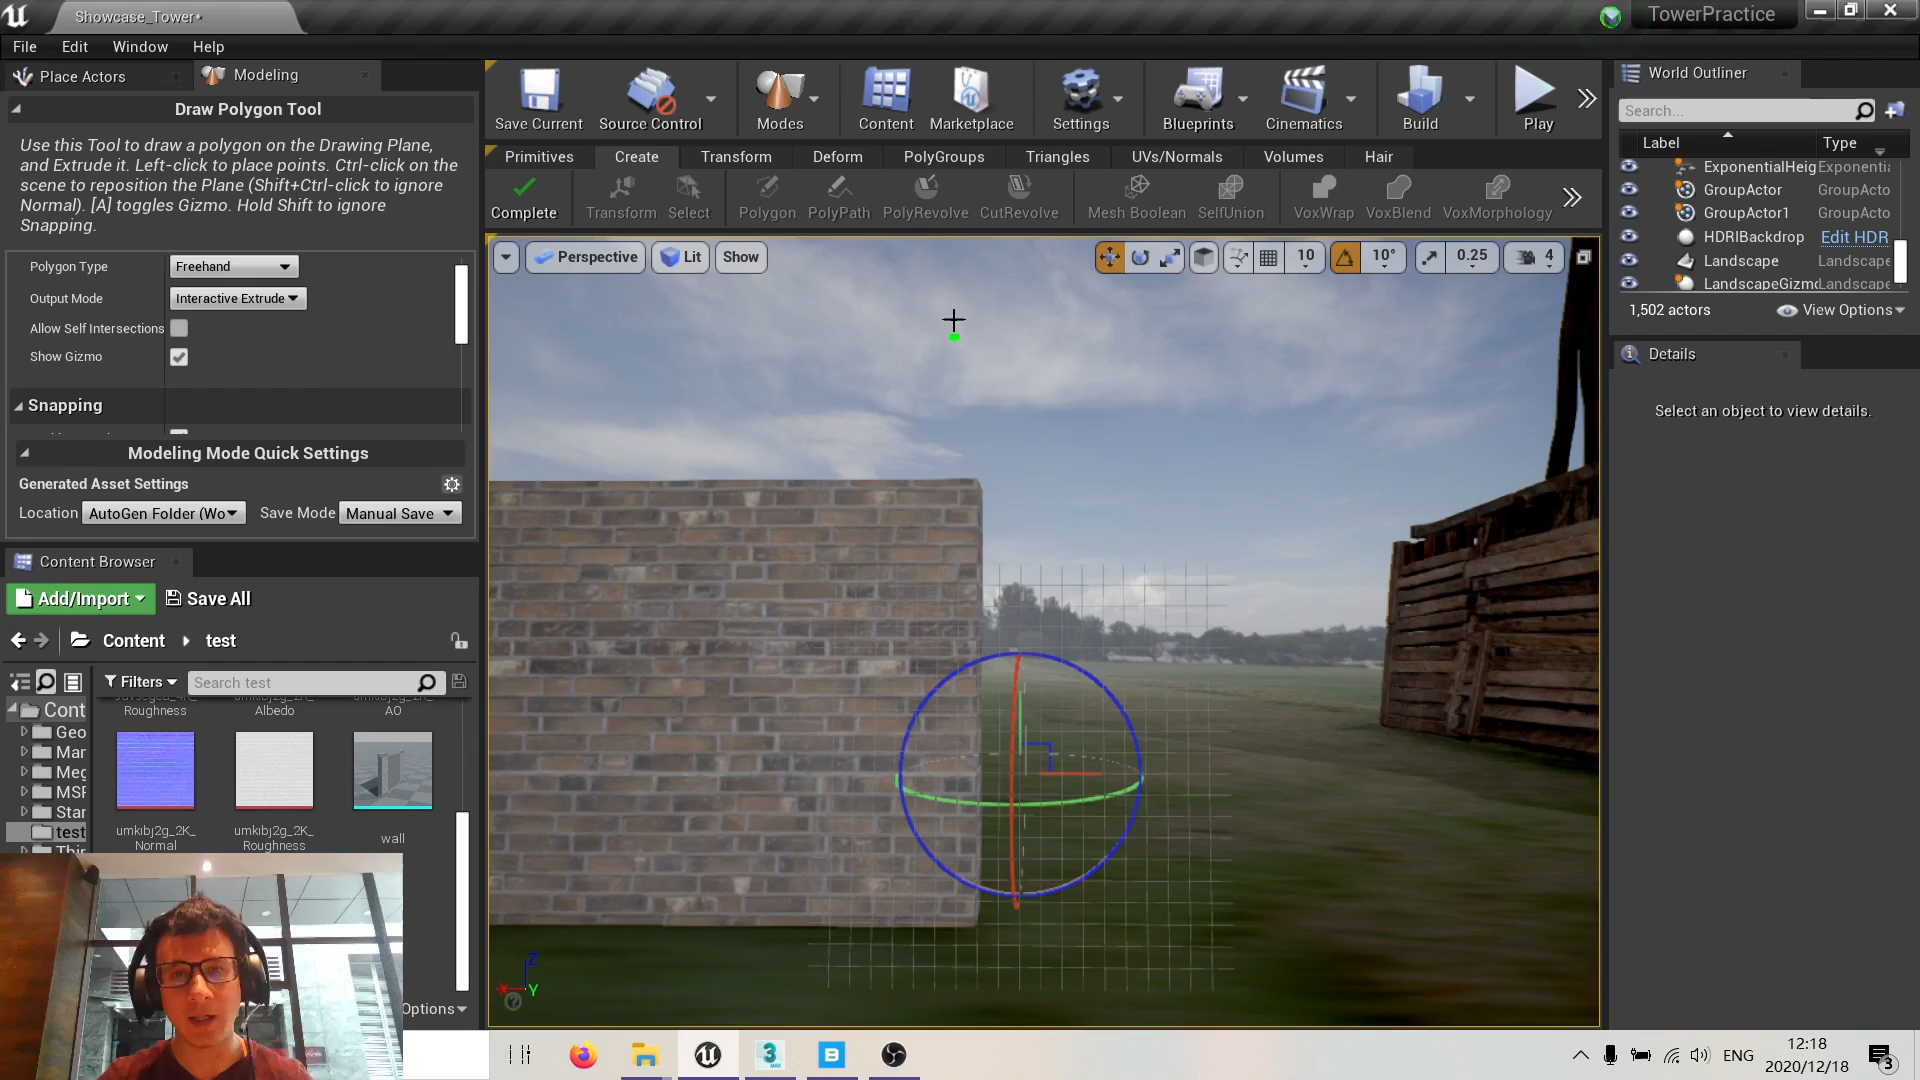 Showcase_Tower*
TowerPractice
File Edit Window Help
Place Actors
Modeling
Draw Polygon Tool
Use this Tool to draw a polygon on the Drawing Plane,
and Extrude it. Left-click to place points. Ctrl-click on the
scene to reposition the Plane (Shift+Ctrl-click to ignore
Normal). [A] toggles Gizmo. Hold Shift to ignore
Snapping.
Polygon Type Freehand
Output Mode Interactive Extrude
Allow Self Intersections
Show Gizmo
Snapping
Modeling Mode Quick Settings
Generated Asset Settings
Location AutoGen Folder (Wo Save Mode Manual Save
Content Browser
Add/Import Save All
Content test
Filters Search test
Cont
Geo
Mar
Meg
MSP
Star
test
Roughness
Albedo
AO
umkibj2g_2K_
Normal
umkibj2g_2K_
Roughness
wall
Options
Save Current Source Control Modes Content Marketplace Settings Blueprints Cinematics Build Play
Primitives Create Transform Deform PolyGroups Triangles UVs/Normals Volumes Hair
Complete Transform Select Polygon PolyPath PolyRevolve CutRevolve Mesh Boolean SelfUnion VoxWrap VoxBlend VoxMorphology
Perspective Lit Show 10 10° 0.25 4
Z
X
Y
World Outliner
Search...
Label Type
ExponentialHeig Exponentia
GroupActor GroupActo
GroupActor1 GroupActo
HDRIBackdrop Edit HDR
Landscape Landscape
LandscapeGizmo Landscape
1,502 actors View Options
Details
Select an object to view details.
ENG
12:18
2020/12/18
3